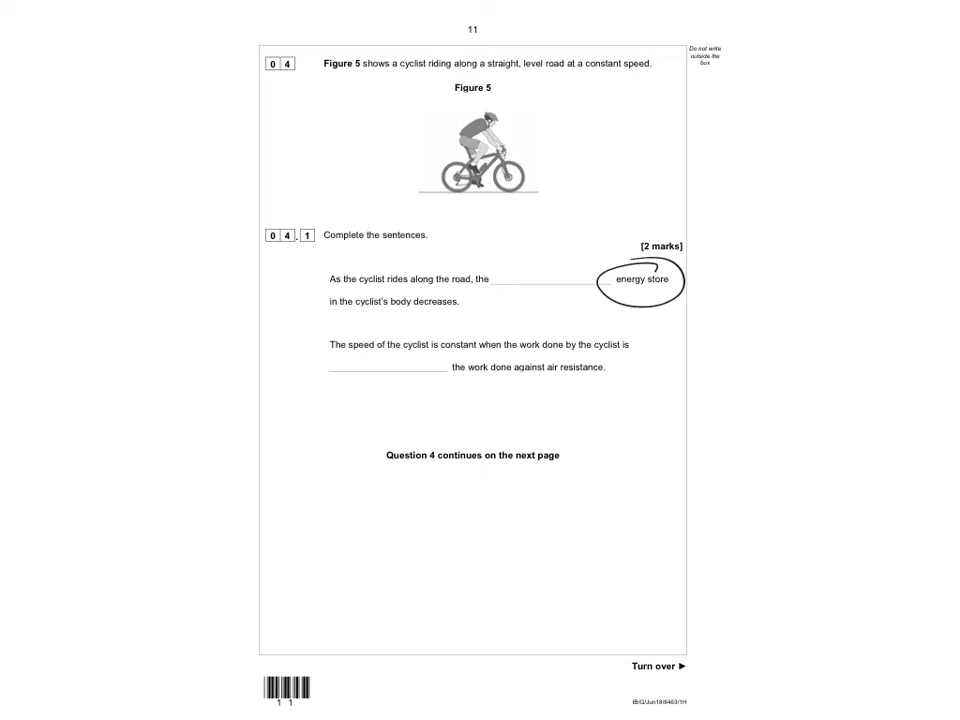 11
Do not write
outside the
box
0 4 Figure 5 shows a cyclist riding along a straight, level road at a constant speed.
Figure 5
0 4 . 1 Complete the sentences.
[2 marks]
As the cyclist rides along the road, the ______________________ energy store
in the cyclist's body decreases.
The speed of the cyclist is constant when the work done by the cyclist is
______________________ the work done against air resistance.
Question 4 continues on the next page
Turn over ►
1 1
IB/G/Jun18/8463/1H